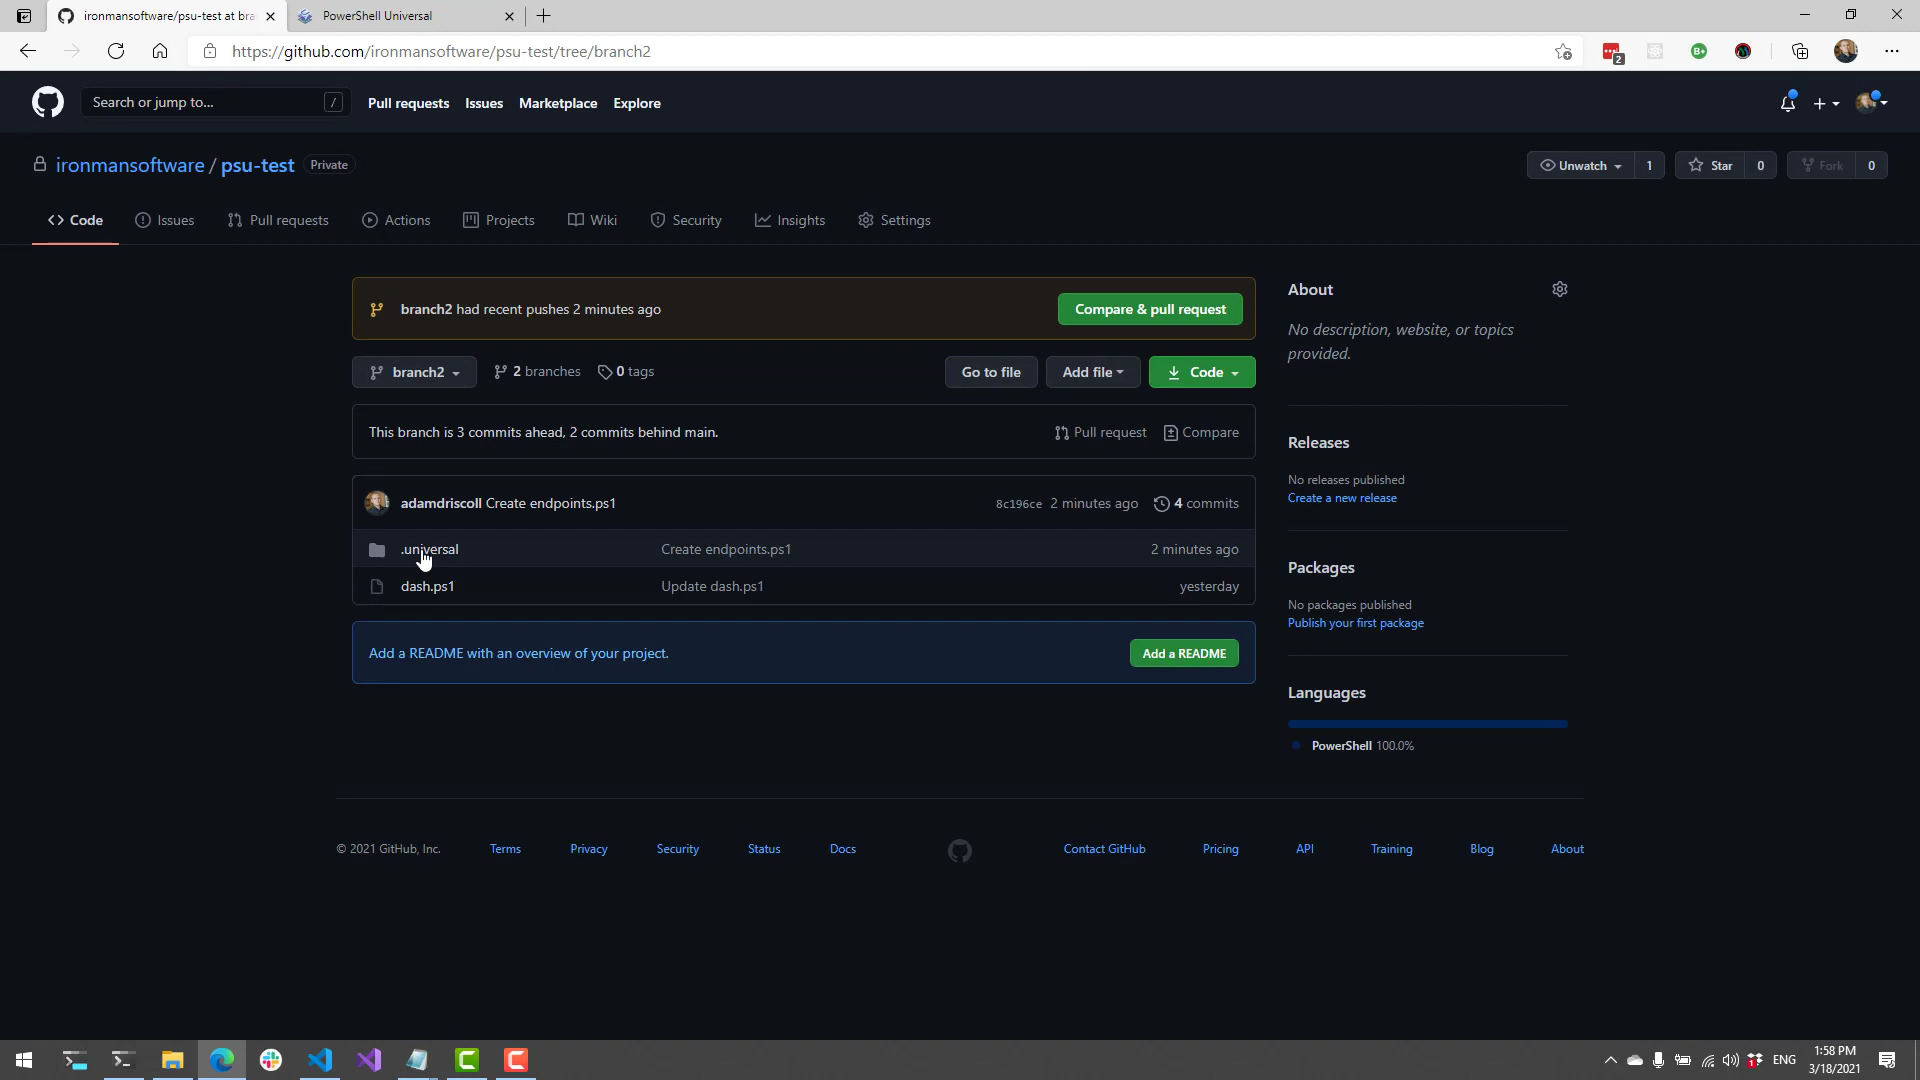 ironmansoftware/psu-test at bra
PowerShell Universal
https://github.com/ironmansoftware/psu-test/tree/branch2
2
Search or jump to...
/
Pull requests
Issues
Marketplace
Explore
ironmansoftware / psu-test
Private
Unwatch
1
Star
0
Fork
0
Code
Issues
Pull requests
Actions
Projects
Wiki
Security
Insights
Settings
branch2 had recent pushes 2 minutes ago
Compare & pull request
branch2
2 branches
0 tags
Go to file
Add file
Code
This branch is 3 commits ahead, 2 commits behind main.
Pull request
Compare
adamdriscoll Create endpoints.ps1
8c196ce 2 minutes ago
4 commits
.universal
Create endpoints.ps1
2 minutes ago
dash.ps1
Update dash.ps1
yesterday
Add a README with an overview of your project.
Add a README
About
No description, website, or topics
provided.
Releases
No releases published
Create a new release
Packages
No packages published
Publish your first package
Languages
PowerShell 100.0%
© 2021 GitHub, Inc.
Terms
Privacy
Security
Status
Docs
Contact GitHub
Pricing
API
Training
Blog
About
ENG
1:58 PM
3/18/2021